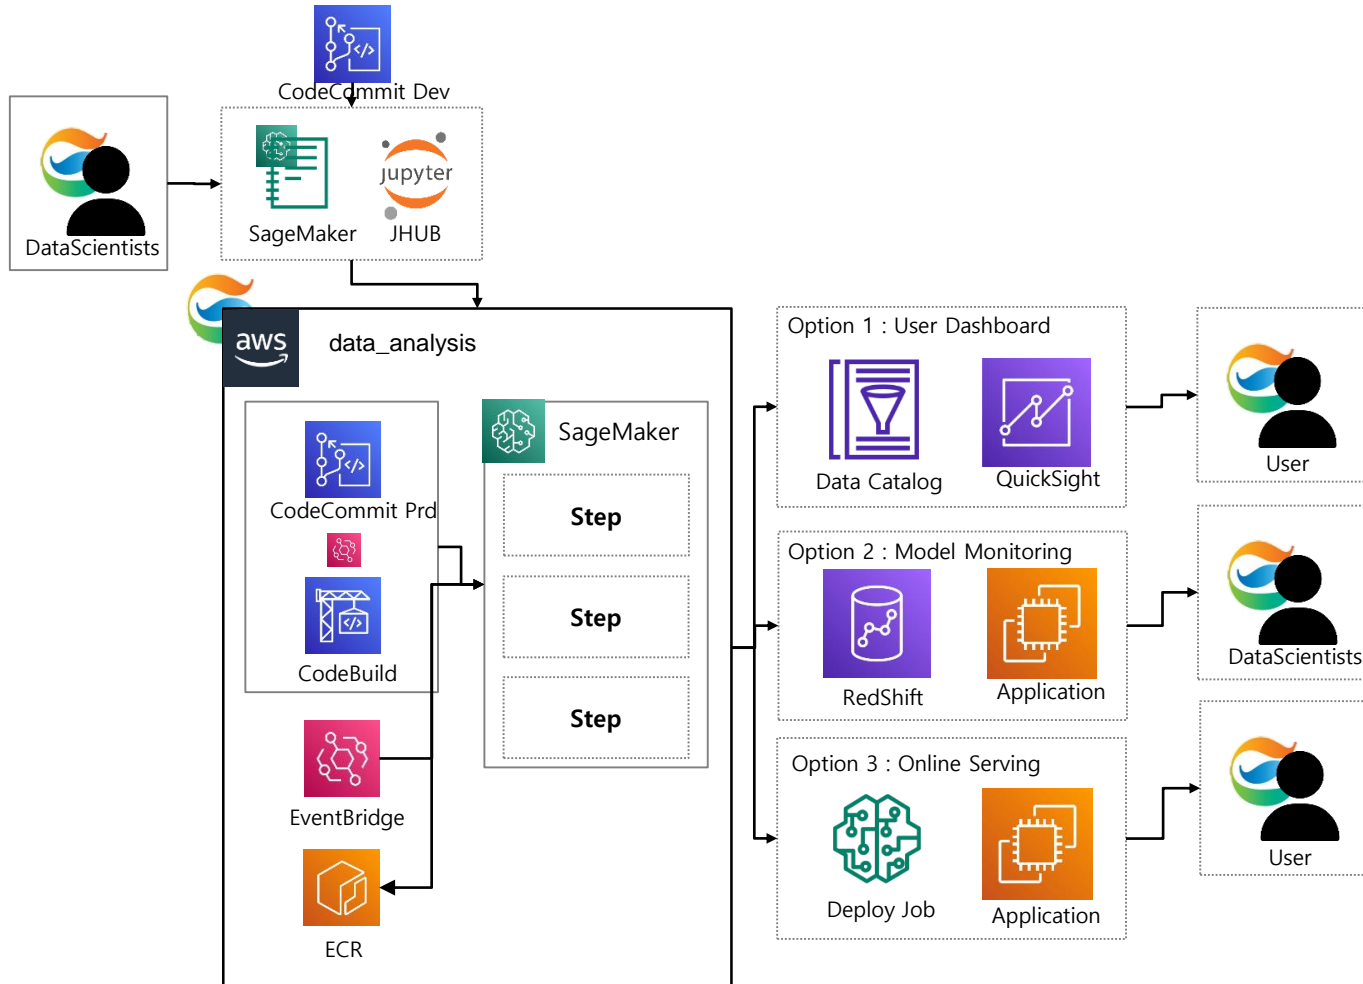 CodeCommit Dev
DataScientists
SageMaker
jupyter
JHUB
aws
data_analysis
CodeCommit Prd
CodeBuild
EventBridge
ECR
SageMaker
Step
Step
Step
Option 1 : User Dashboard
Data Catalog
QuickSight
User
Option 2 : Model Monitoring
RedShift
Application
DataScientists
Option 3 : Online Serving
Deploy Job
Application
User